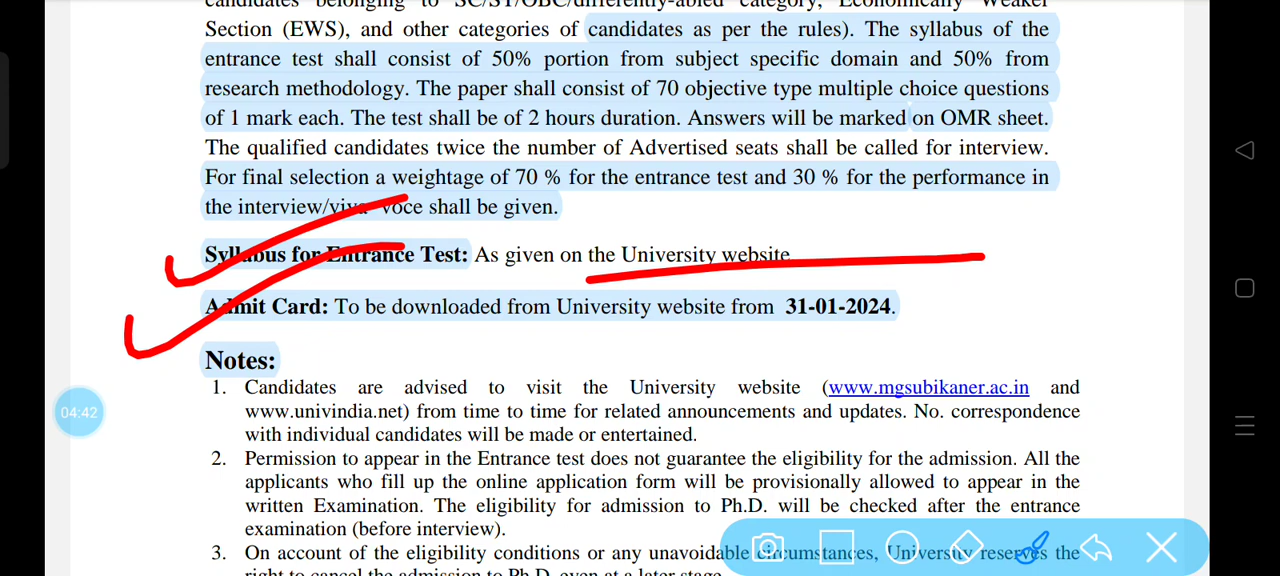 candidates belonging to SC/ST/OBC/differently-abled category, Economically Weaker
Section (EWS), and other categories of candidates as per the rules). The syllabus of the
entrance test shall consist of 50% portion from subject specific domain and 50% from
research methodology. The paper shall consist of 70 objective type multiple choice questions
of 1 mark each. The test shall be of 2 hours duration. Answers will be marked on OMR sheet.
The qualified candidates twice the number of Advertised seats shall be called for interview.
For final selection a weightage of 70 % for the entrance test and 30 % for the performance in
the interview/viva-voce shall be given.
Syllabus for Entrance Test: As given on the University website
Admit Card: To be downloaded from University website from 31-01-2024.
Notes:
1. Candidates are advised to visit the University website (www.mgsubikaner.ac.in and
www.univindia.net) from time to time for related announcements and updates. No. correspondence
with individual candidates will be made or entertained.
2. Permission to appear in the Entrance test does not guarantee the eligibility for the admission. All the
applicants who fill up the online application form will be provisionally allowed to appear in the
written Examination. The eligibility for admission to Ph.D. will be checked after the entrance
examination (before interview).
3. On account of the eligibility conditions or any unavoidable circumstances, University reserves the
right to cancel the admission to Ph.D. even at a later stage
04:42